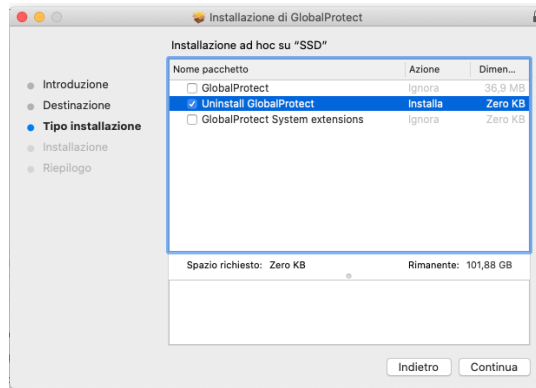 Installazione di GlobalProtect
Installazione ad hoc su “SSD”
Introduzione
Destinazione
Tipo installazione
Installazione
Riepilogo
Nome pacchetto Azione Dimen...
GlobalProtect Ignora 36,9 MB
Uninstall GlobalProtect Installa Zero KB
GlobalProtect System extensions Ignora Zero KB
Spazio richiesto: Zero KB Rimanente: 101,88 GB
Indietro Continua